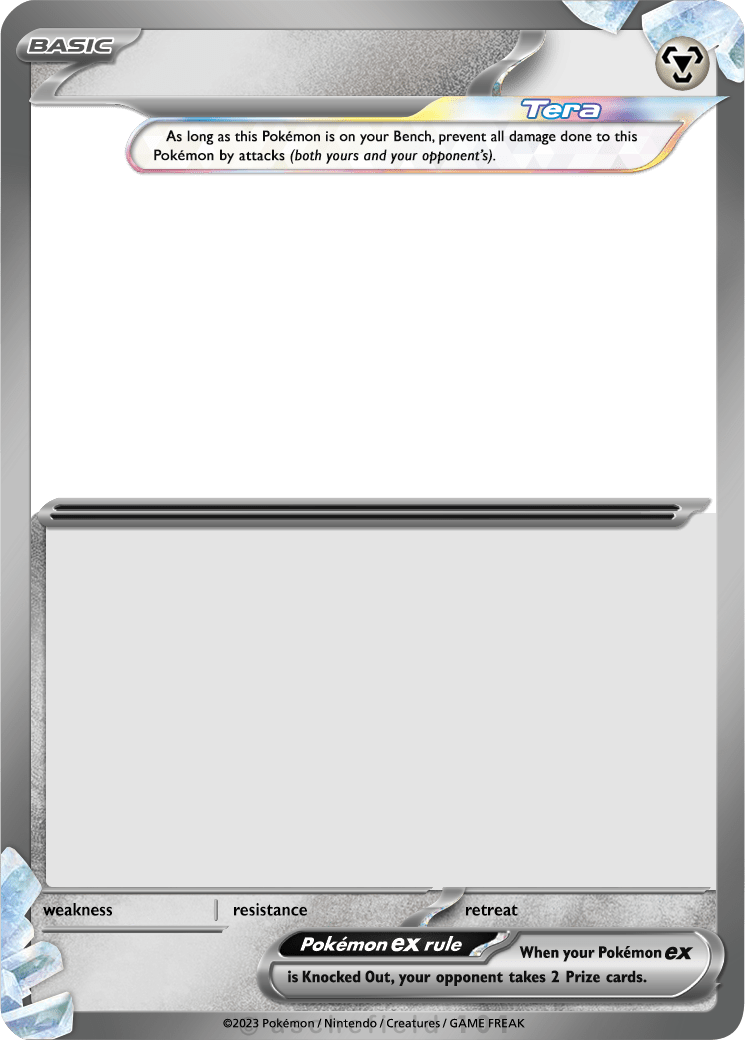 BASIC
Tera
As long as this Pokémon is on your Bench, prevent all damage done to this
Pokémon by attacks (both yours and your opponent's).
weakness
resistance
retreat
Pokémon ex rule
When your Pokémon ex
is Knocked Out, your opponent takes 2 Prize cards.
©2023 Pokémon / Nintendo / Creatures / GAME FREAK